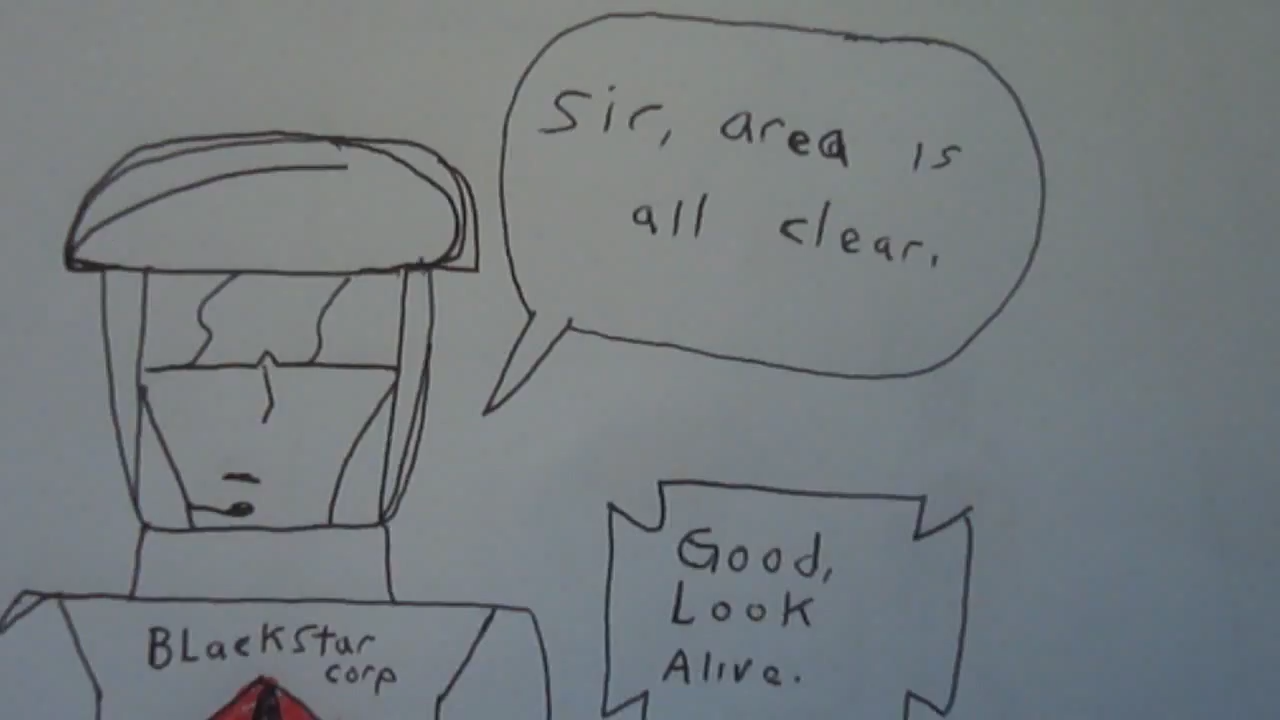 Sir, area is
all clear.
Good,
Look
Alive.
BLackStar
corp